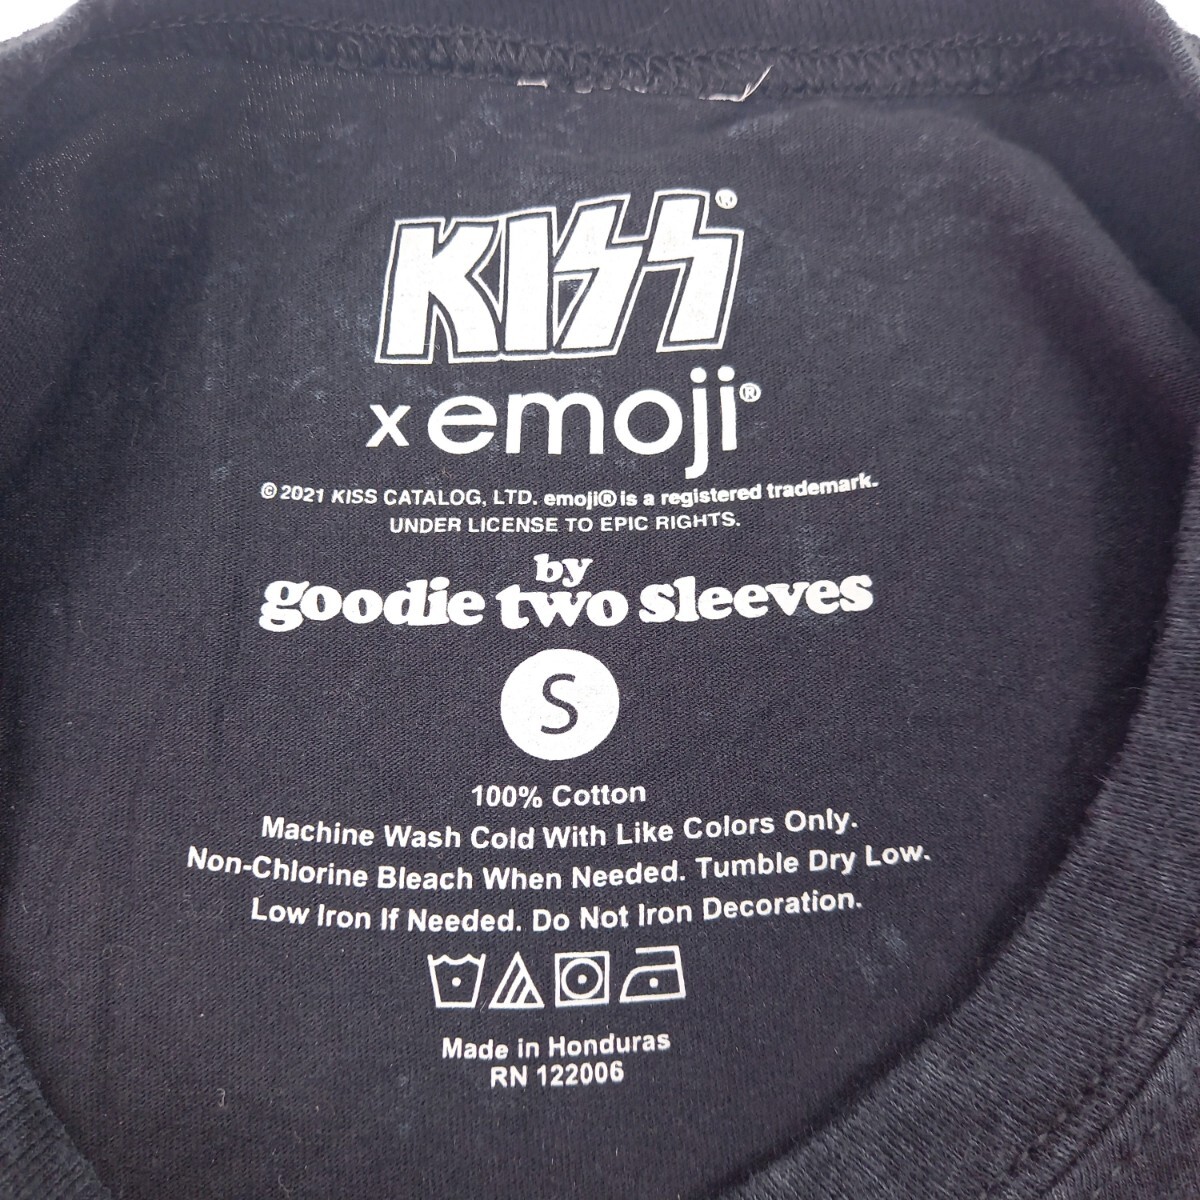 KISS®
x emoji®
© 2021 KISS CATALOG, LTD. emoji® is a registered trademark.
UNDER LICENSE TO EPIC RIGHTS.
by
goodie two sleeves
S
100% Cotton
Machine Wash Cold With Like Colors Only.
Non-Chlorine Bleach When Needed. Tumble Dry Low.
Low Iron If Needed. Do Not Iron Decoration.
Made in Honduras
RN 122006